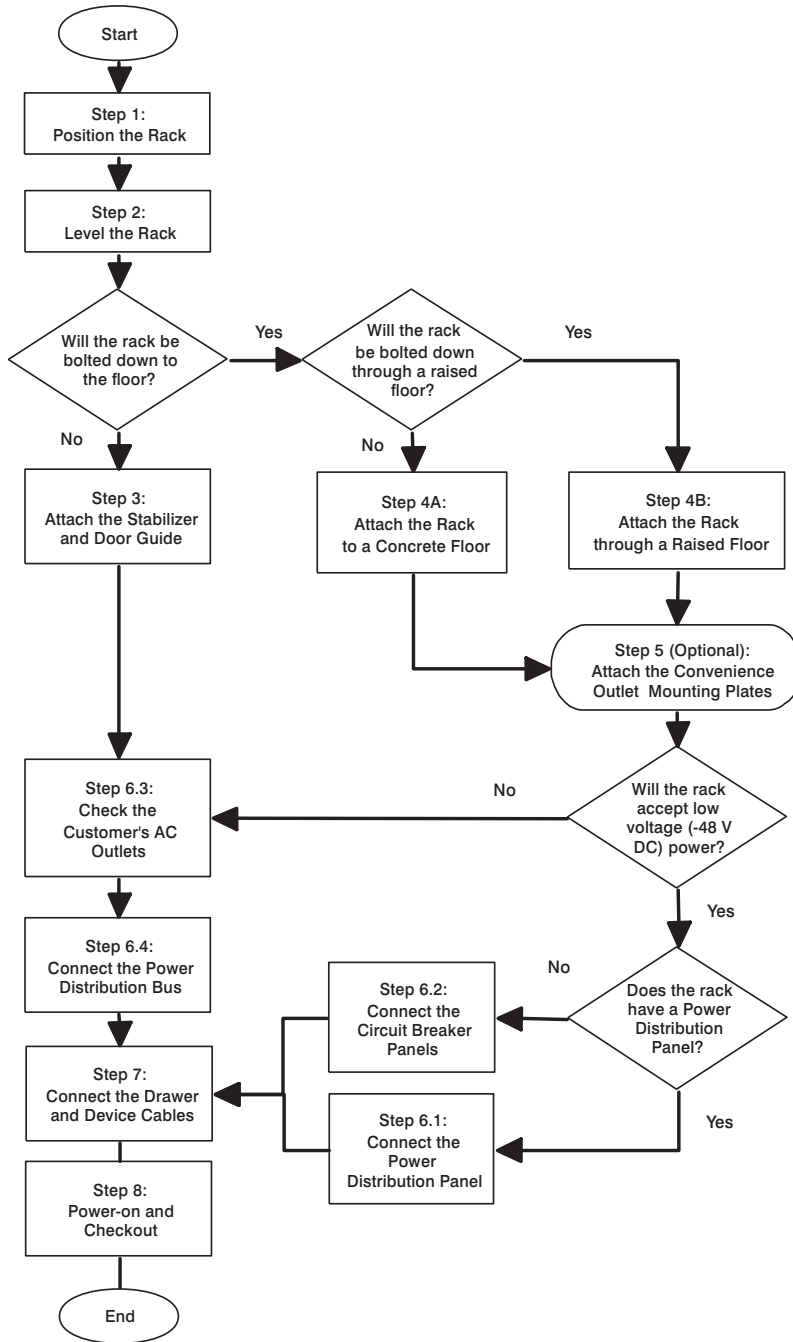 Start
Step 1:
Position the Rack
Step 2:
Level the Rack
Will the rack be
bolted down to
the floor?
Yes
Will the rack
be bolted down
through a raised
floor?
Yes
No
No
Step 3:
Attach the Stabilizer
and Door Guide
Step 4A:
Attach the Rack
to a Concrete Floor
Step 4B:
Attach the Rack
through a Raised Floor
Step 5 (Optional):
Attach the Convenience
Outlet Mounting Plates
Will the rack
accept low
voltage (-48 V
DC) power?
No
Yes
Step 6.3:
Check the
Customer's AC
Outlets
Step 6.4:
Connect the Power
Distribution Bus
Does the rack
have a Power
Distribution
Panel?
No
Yes
Step 6.2:
Connect the
Circuit Breaker
Panels
Step 6.1:
Connect the
Power
Distribution Panel
Step 7:
Connect the Drawer
and Device Cables
Step 8:
Power-on and
Checkout
End